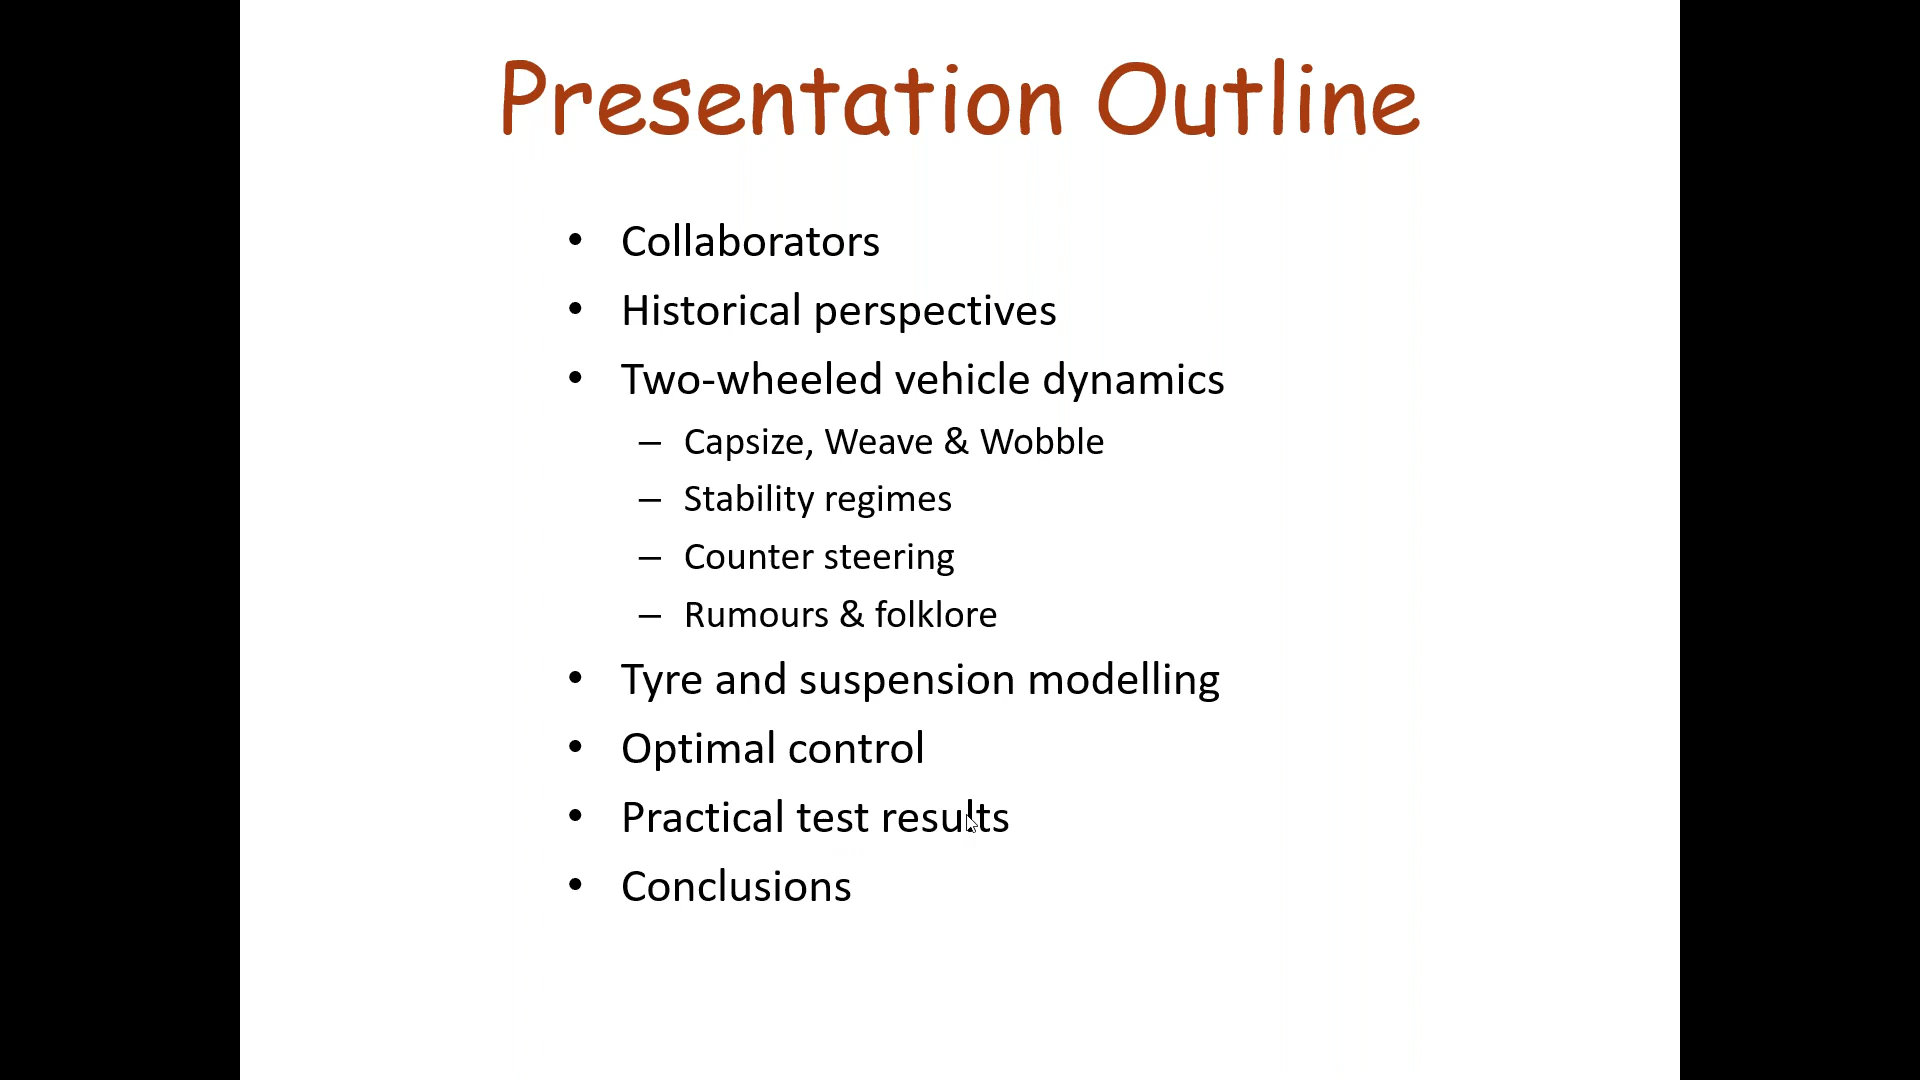 Presentation Outline
• Collaborators
• Historical perspectives
• Two-wheeled vehicle dynamics
– Capsize, Weave & Wobble
– Stability regimes
– Counter steering
– Rumours & folklore
• Tyre and suspension modelling
• Optimal control
• Practical test results
• Conclusions